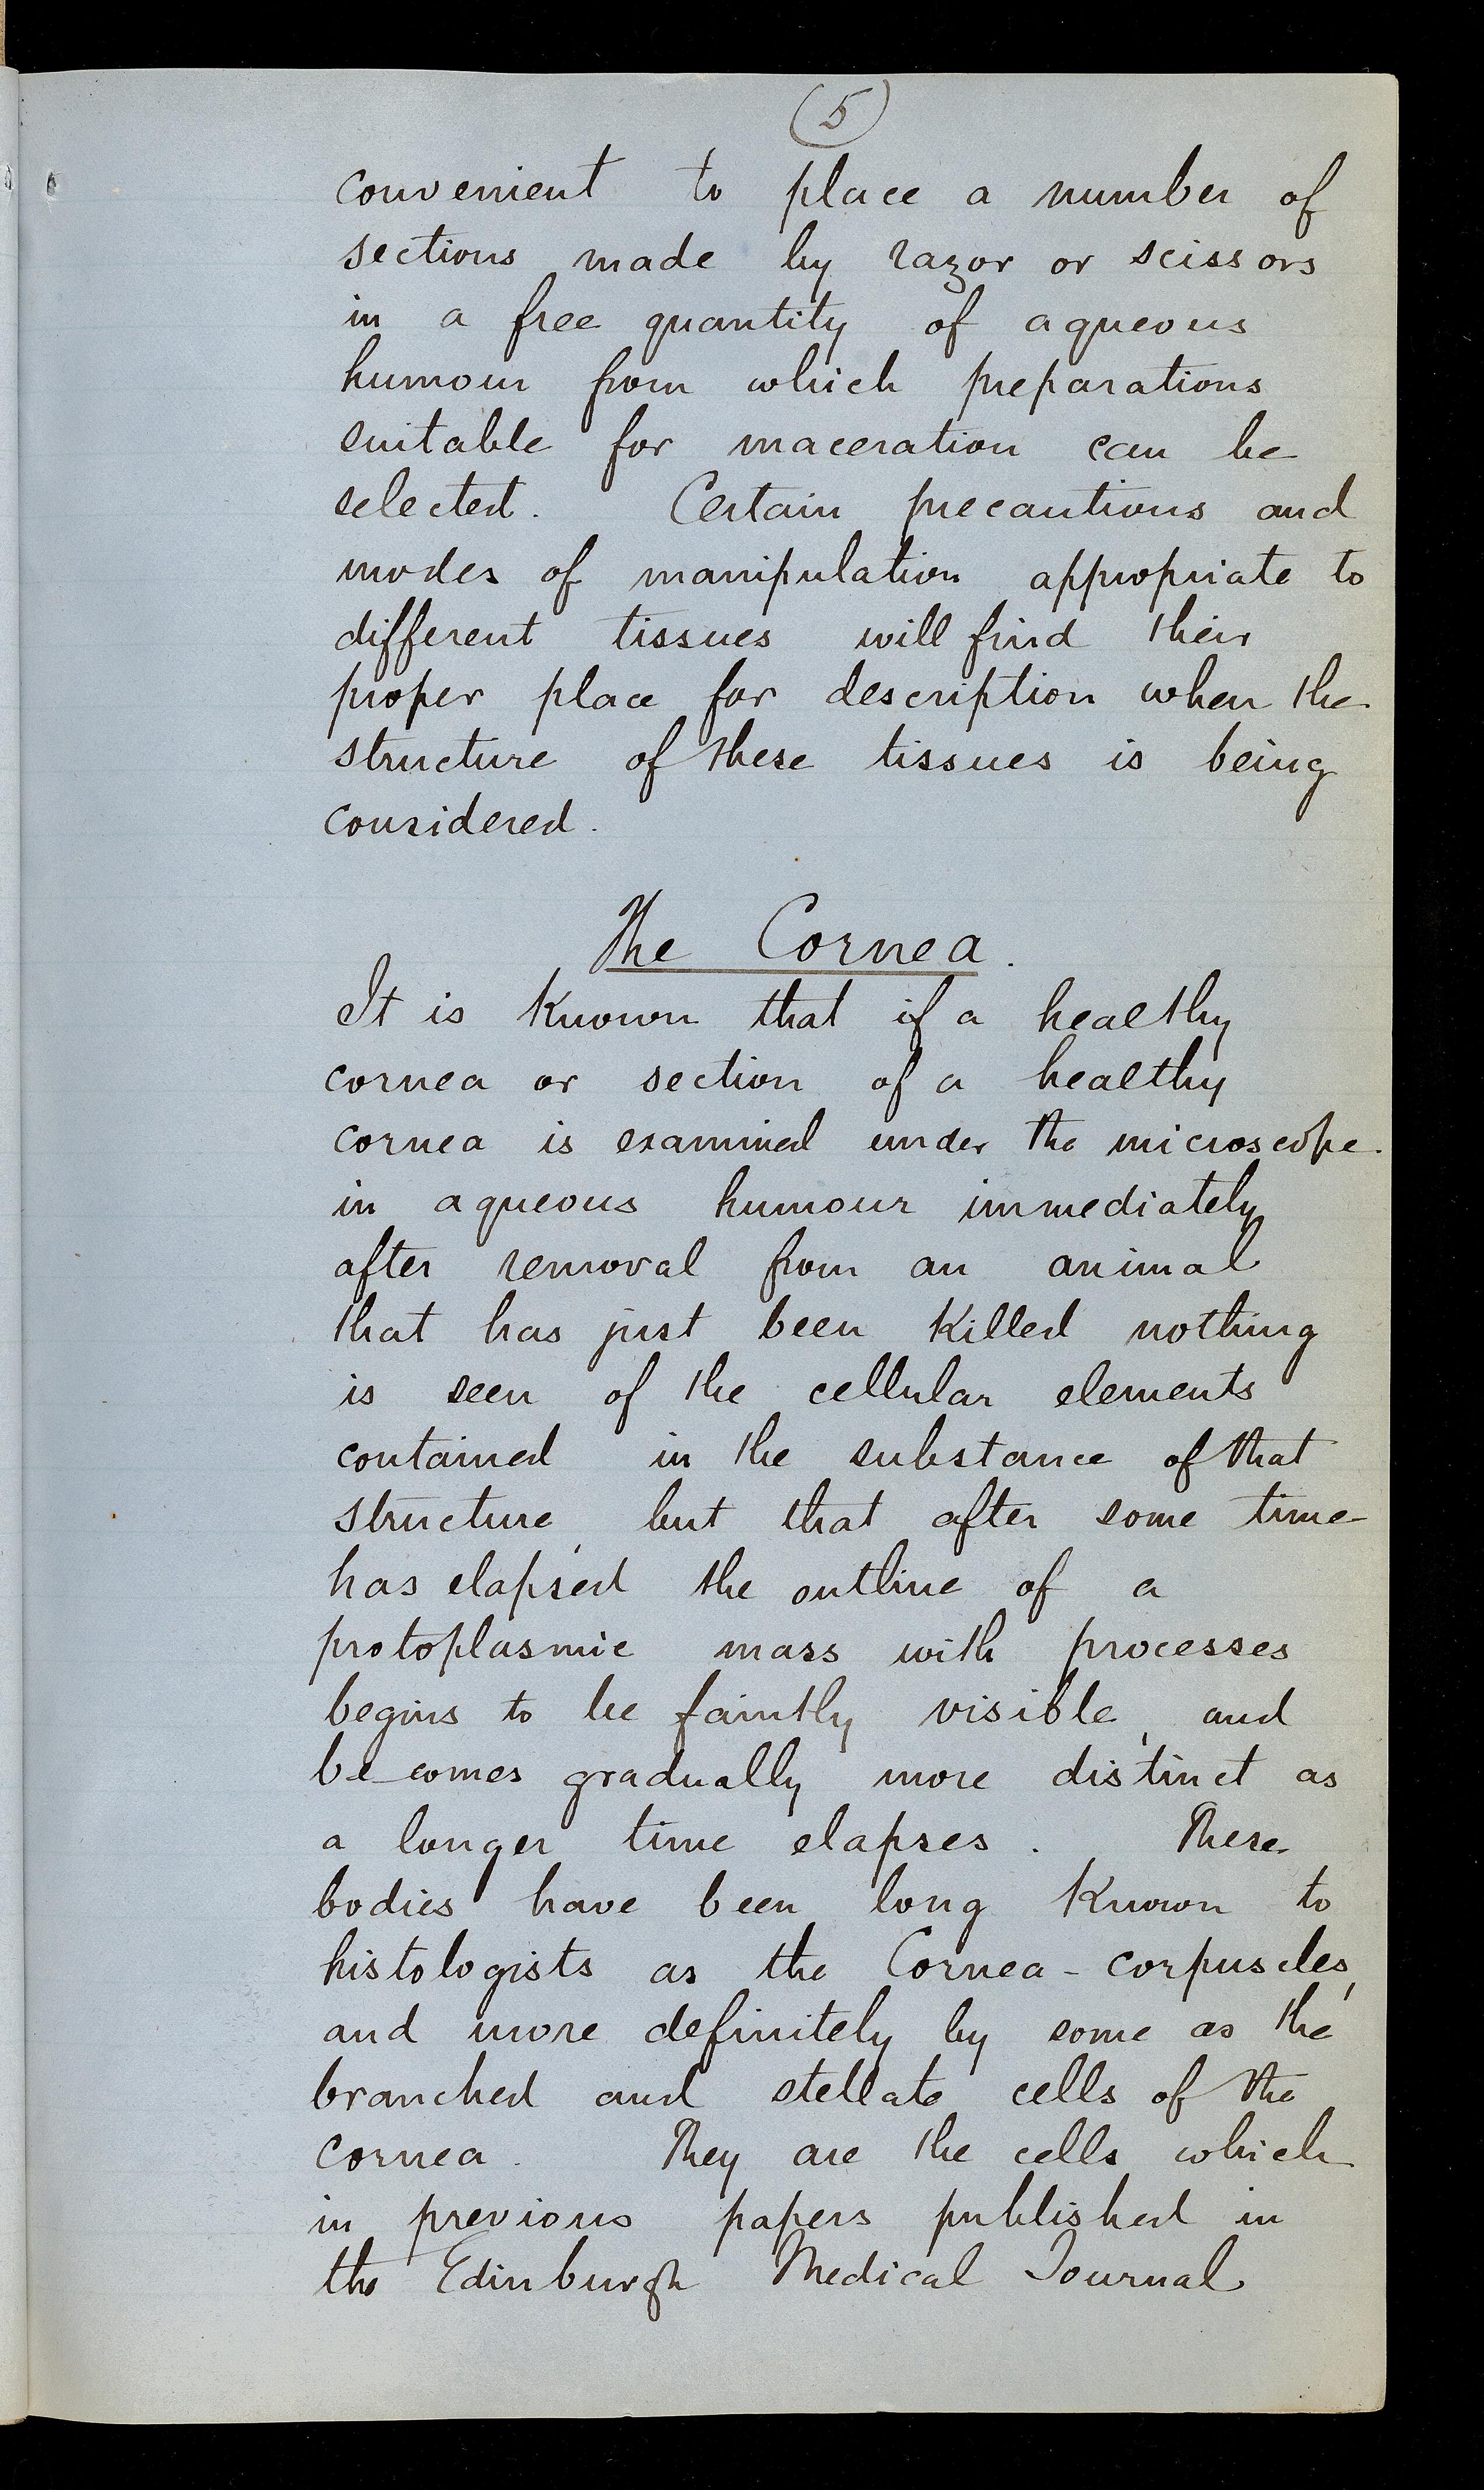 (5)
convenient to place a number of
sections made by razor or scissors
in a free quantity of aqueous
humour from which preparations
suitable for maceration can be
selected. Certain precautions and
modes of manipulation appropriate to
different tissues will find their
proper place for description when the
structure of these tissues is being
considered.
The Cornea.
It is known that if a healthy
cornea or section of a healthy
cornea is examined under the microscope
in aqueous humour immediately
after removal from an animal
that has just been killed nothing
is seen of the cellular elements
contained in the substance of that
structure, but that after some time
has elapsed the outline of a
protoplasmic mass with processes
begins to be faintly visible, and
becomes gradually more distinct as
a longer time elapses. These
bodies have been long known to
histologists as the Cornea-corpuscles,
and more definitely by some as the
branched and stellate cells of the
cornea. They are the cells which
in previous papers published in
the Edinburgh Medical Journal